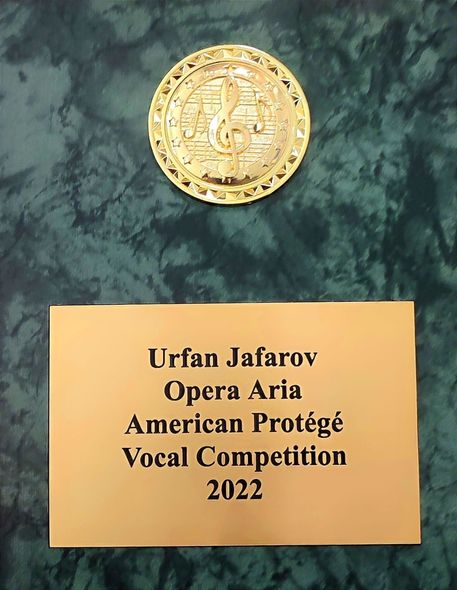 Urfan Jafarov
Opera Aria
American Protégé
Vocal Competition
2022